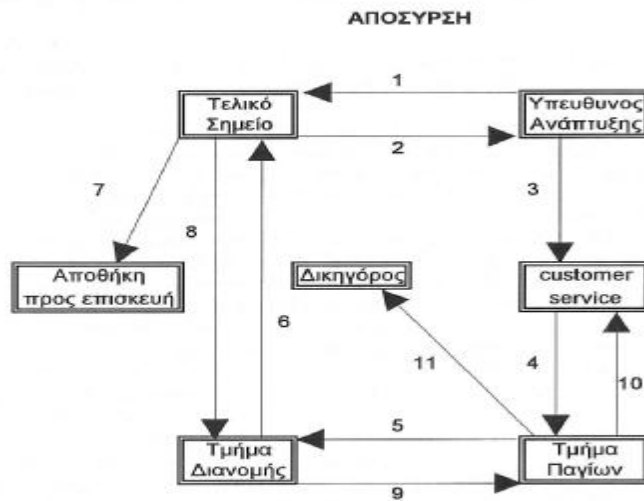 ΑΠΟΣΥΡΣΗ
1
Τελικό
Σημείο
Υπευθυνος
Ανάπτυξης
2
7
3
8
Αποθήκη
προς επισκευή
Δικηγόρος
customer
service
6
11
4
10
5
Τμήμα
Διανομής
Τμήμα
Παγίων
9